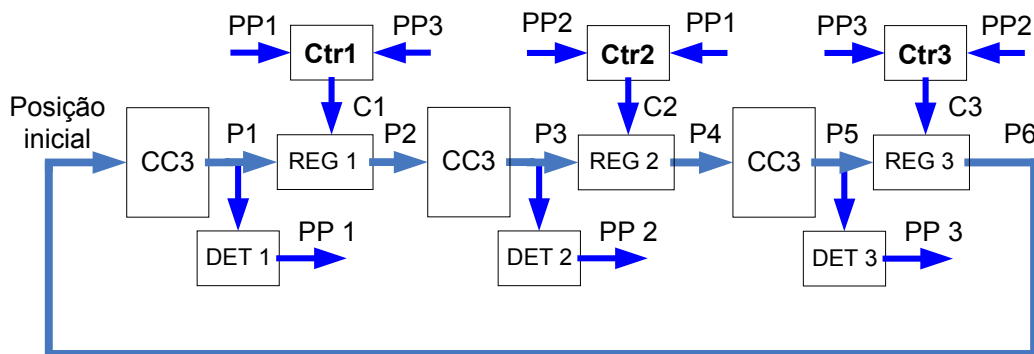 PP1 PP3 PP2 PP1 PP3 PP2
Ctr1 Ctr2 Ctr3
Posição
inicial
C1 C2 C3
P1 P2 P3 P4 P5 P6
CC3 REG 1 CC3 REG 2 CC3 REG 3
PP 1 PP 2 PP 3
DET 1 DET 2 DET 3